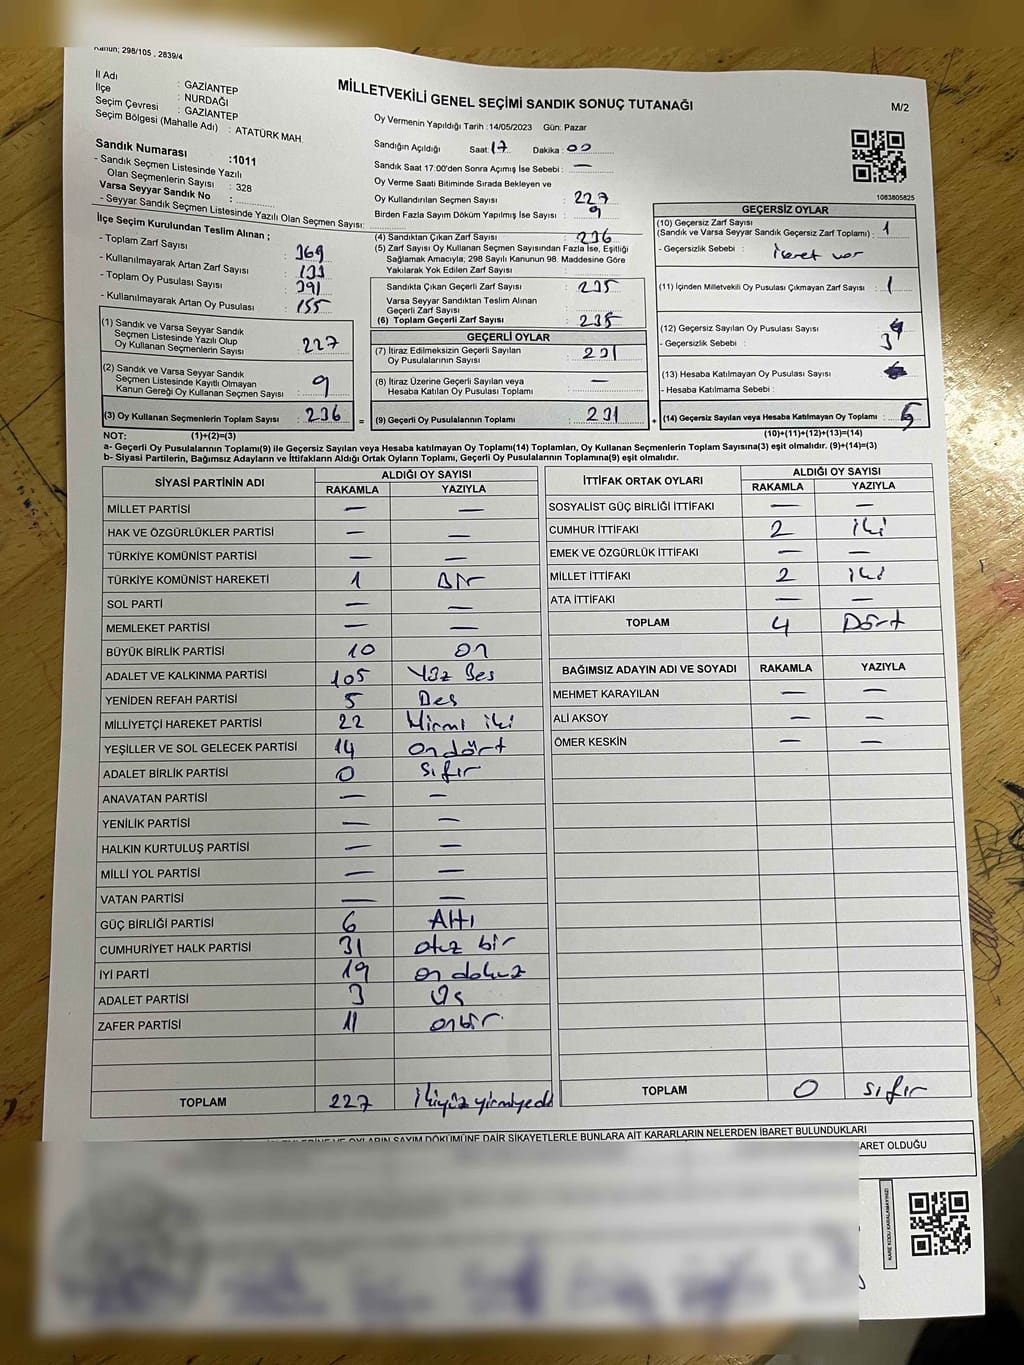 Kanun; 298/105 , 2839/4
İl Adı : GAZİANTEP
İlçe : NURDAĞI
Seçim Çevresi : GAZİANTEP
Seçim Bölgesi (Mahalle Adı) : ATATÜRK MAH.
Sandık Numarası :1011
- Sandık Seçmen Listesinde Yazılı
Olan Seçmenlerin Sayısı : 328
Varsa Seyyar Sandık No :
- Seyyar Sandık Seçmen Listesinde Yazılı Olan Seçmen Sayısı:
MİLLETVEKİLİ GENEL SEÇİMİ SANDIK SONUÇ TUTANAĞI
M/2
Oy Vermenin Yapıldığı Tarih :14/05/2023 Gün: Pazar
Sandığın Açıldığı Saat: 17 Dakika : 00
Sandık Saat 17:00'den Sonra Açımış İse Sebebi : —
Oy Verme Saati Bitiminde Sırada Bekleyen ve
Oy Kullandırılan Seçmen Sayısı : 227
Birden Fazla Sayım Döküm Yapılmış İse Sayısı : 9
1083805825
İlçe Seçim Kurulundan Teslim Alınan ;
- Toplam Zarf Sayısı : 369
- Kullanılmayarak Artan Zarf Sayısı : 133
- Toplam Oy Pusulası Sayısı : 391
- Kullanılmayarak Artan Oy Pusulası : 155
(1) Sandık ve Varsa Seyyar Sandık
Seçmen Listesinde Yazılı Olup
Oy Kullanan Seçmenlerin Sayısı : 227
(2) Sandık ve Varsa Seyyar Sandık
Seçmen Listesinde Kayıtlı Olmayan
Kanun Gereği Oy Kullanan Seçmen Sayısı : 9
(3) Oy Kullanan Seçmenlerin Toplam Sayısı : 236
(4) Sandıktan Çıkan Zarf Sayısı : 236
(5) Zarf Sayısı Oy Kullanan Seçmen Sayısından Fazla İse, Eşitliği
Sağlamak Amacıyla; 298 Sayılı Kanunun 98. Maddesine Göre
Yakılarak Yok Edilen Zarf Sayısı :
Sandıkta Çıkan Geçerli Zarf Sayısı : 235
Varsa Seyyar Sandıktan Teslim Alınan
Geçerli Zarf Sayısı :
(6) Toplam Geçerli Zarf Sayısı : 235
GEÇERLİ OYLAR
(7) İtiraz Edilmeksizin Geçerli Sayılan
Oy Pusulalarının Sayısı : 231
(8) İtiraz Üzerine Geçerli Sayılan veya
Hesaba Katılan Oy Pusulası Toplamı : —
= (9) Geçerli Oy Pusulalarının Toplamı : 231
GEÇERSİZ OYLAR
(10) Geçersiz Zarf Sayısı
(Sandık ve Varsa Seyyar Sandık Geçersiz Zarf Toplamı) : 1
- Geçersizlik Sebebi : işaret var
(11) İçinden Milletvekili Oy Pusulası Çıkmayan Zarf Sayısı : 1
(12) Geçersiz Sayılan Oy Pusulası Sayısı :
- Geçersizlik Sebebi : 3
(13) Hesaba Katılmayan Oy Pusulası Sayısı :
- Hesaba Katılmama Sebebi :
+ (14) Geçersiz Sayılan veya Hesaba Katılmayan Oy Toplamı : 5
NOT: (1)+(2)=(3) (10)+(11)+(12)+(13)=(14)
a- Geçerli Oy Pusulalarının Toplamı(9) ile Geçersiz Sayılan veya Hesaba katılmayan Oy Toplamı(14) Toplamları, Oy Kullanan Seçmenlerin Toplam Sayısına(3) eşit olmalıdır. (9)+(14)=(3)
b- Siyasi Partilerin, Bağımsız Adayların ve İttifakların Aldığı Ortak Oyların Toplamı, Geçerli Oy Pusulalarının Toplamına(9) eşit olmalıdır.
SİYASİ PARTİNİN ADI ALDIĞI OY SAYISI
RAKAMLA YAZIYLA
MİLLET PARTİSİ — —
HAK VE ÖZGÜRLÜKLER PARTİSİ — —
TÜRKİYE KOMÜNİST PARTİSİ — —
TÜRKİYE KOMÜNİST HAREKETİ 1 Bir
SOL PARTİ — —
MEMLEKET PARTİSİ — —
BÜYÜK BİRLİK PARTİSİ 10 on
ADALET VE KALKINMA PARTİSİ 105 Yüz Beş
YENİDEN REFAH PARTİSİ 5 Beş
MİLLİYETÇİ HAREKET PARTİSİ 22 Yirmi iki
YEŞİLLER VE SOL GELECEK PARTİSİ 14 on dört
ADALET BİRLİK PARTİSİ 0 sıfır
ANAVATAN PARTİSİ — —
YENİLİK PARTİSİ — —
HALKIN KURTULUŞ PARTİSİ — —
MİLLİ YOL PARTİSİ — —
VATAN PARTİSİ — —
GÜÇ BİRLİĞİ PARTİSİ 6 Altı
CUMHURİYET HALK PARTİSİ 31 otuz bir
İYİ PARTİ 19 on dokuz
ADALET PARTİSİ 3 Üç
ZAFER PARTİSİ 11 onbir
TOPLAM 227 ikiyüz yirmiyedi
İTTİFAK ORTAK OYLARI ALDIĞI OY SAYISI
RAKAMLA YAZIYLA
SOSYALİST GÜÇ BİRLİĞİ İTTİFAKI — —
CUMHUR İTTİFAKI 2 iki
EMEK VE ÖZGÜRLÜK İTTİFAKI — —
MİLLET İTTİFAKI 2 iki
ATA İTTİFAKI — —
TOPLAM 4 Dört
BAĞIMSIZ ADAYIN ADI VE SOYADI RAKAMLA YAZIYLA
MEHMET KARAYILAN — —
ALİ AKSOY — —
ÖMER KESKİN — —
TOPLAM 0 sıfır
OYLARIN SAYIM DÖKÜMÜNE DAİR ŞİKAYETLERLE BUNLARA AİT KARARLARIN NELERDEN İBARET BULUNDUKLARI
ARET OLDUĞU
KARE KODU KARALAMAYINIZ!